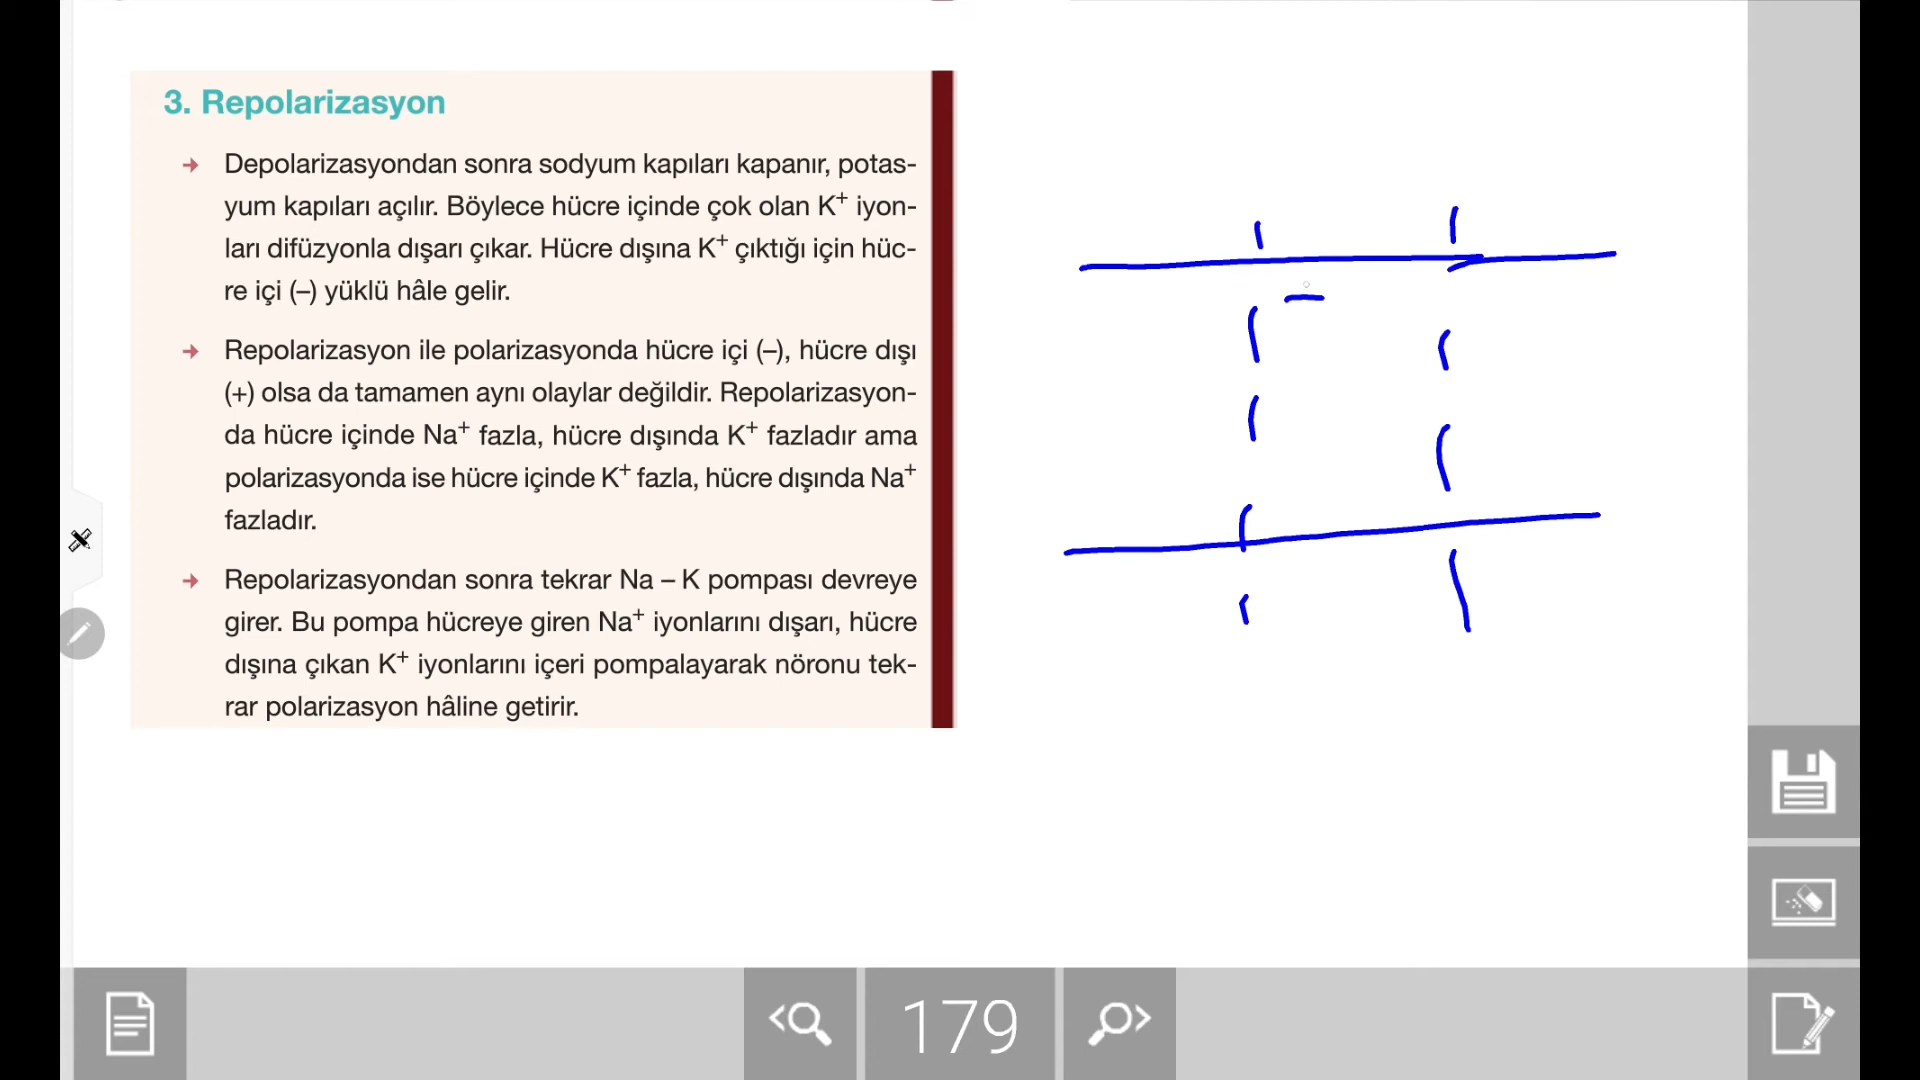 3. Repolarizasyon
→ Depolarizasyondan sonra sodyum kapıları kapanır, potas-
yum kapıları açılır. Böylece hücre içinde çok olan K⁺ iyon-
ları difüzyonla dışarı çıkar. Hücre dışına K⁺ çıktığı için hüc-
re içi (–) yüklü hâle gelir.
→ Repolarizasyon ile polarizasyonda hücre içi (–), hücre dışı
(+) olsa da tamamen aynı olaylar değildir. Repolarizasyon-
da hücre içinde Na⁺ fazla, hücre dışında K⁺ fazladır ama
polarizasyonda ise hücre içinde K⁺ fazla, hücre dışında Na⁺
fazladır.
→ Repolarizasyondan sonra tekrar Na – K pompası devreye
girer. Bu pompa hücreye giren Na⁺ iyonlarını dışarı, hücre
dışına çıkan K⁺ iyonlarını içeri pompalayarak nöronu tek-
rar polarizasyon hâline getirir.
179